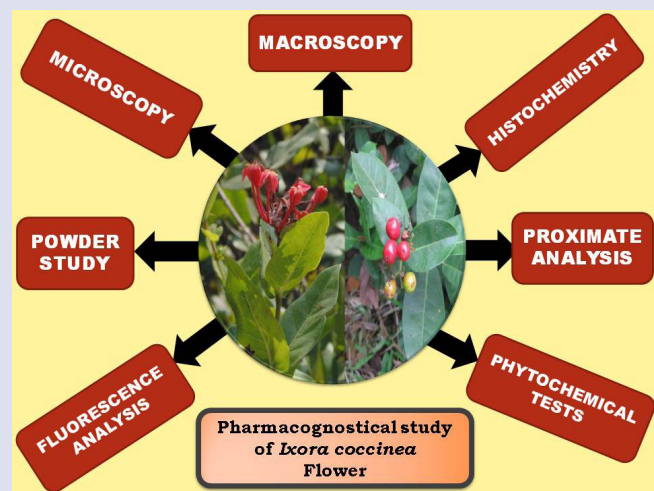 MACROSCOPY
MICROSCOPY
HISTOCHEMISTRY
POWDER
STUDY
PROXIMATE
ANALYSIS
FLUORESCENCE
ANALYSIS
PHYTOCHEMICAL
TESTS
Pharmacognostical study
of Ixora coccinea
Flower